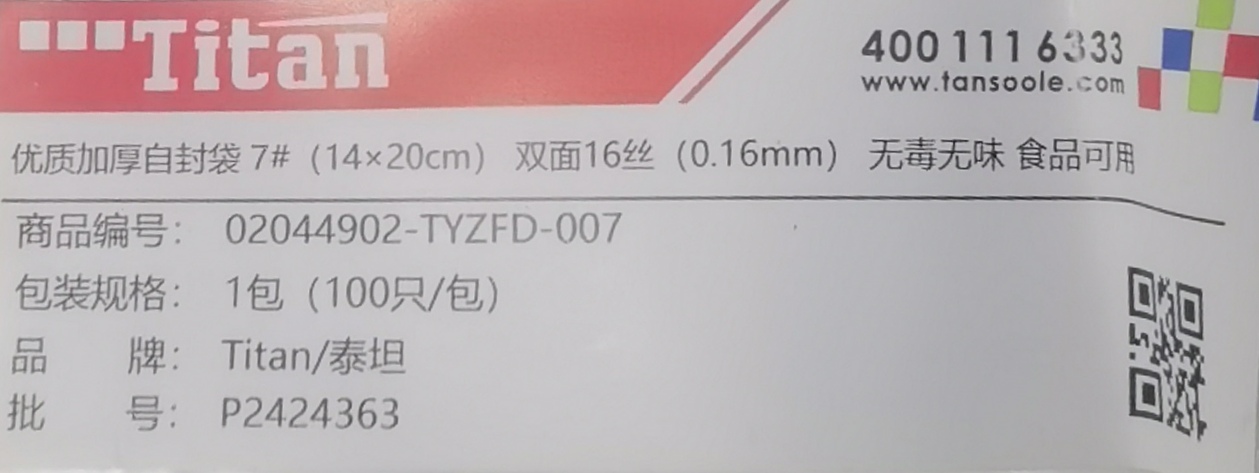 Titan
400 111 6333
www.tansoole.com
优质加厚自封袋 7#（14×20cm） 双面16丝（0.16mm） 无毒无味 食品可用
商品编号： 02044902-TYZFD-007
包装规格： 1包（100只/包）
品 牌： Titan/泰坦
批 号： P2424363